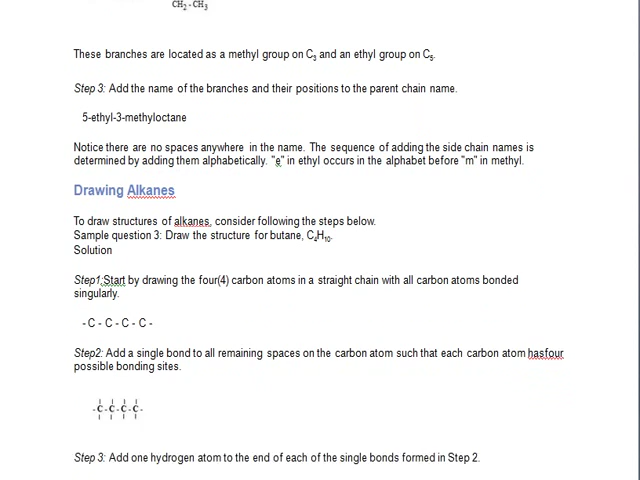 CH₂ - CH₃
These branches are located as a methyl group on C₃ and an ethyl group on C₅.
Step 3: Add the name of the branches and their positions to the parent chain name.
5-ethyl-3-methyloctane
Notice there are no spaces anywhere in the name. The sequence of adding the side chain names is
determined by adding them alphabetically. "e" in ethyl occurs in the alphabet before "m" in methyl.
Drawing Alkanes
To draw structures of alkanes, consider following the steps below.
Sample question 3: Draw the structure for butane, C₄H₁₀.
Solution
Step1:Start by drawing the four(4) carbon atoms in a straight chain with all carbon atoms bonded
singularly.
- C - C - C - C -
Step2: Add a single bond to all remaining spaces on the carbon atom such that each carbon atom hasfour
possible bonding sites.
- C - C - C - C -
Step 3: Add one hydrogen atom to the end of each of the single bonds formed in Step 2.